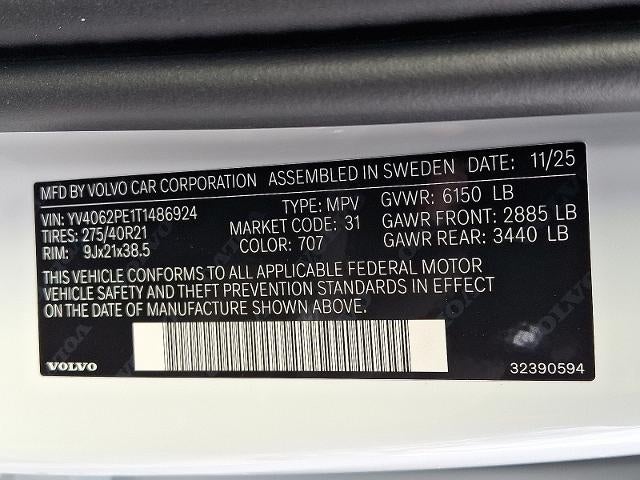 MFD BY VOLVO CAR CORPORATION ASSEMBLED IN SWEDEN DATE: 11/25
VIN: YV4062PE1T1486924 TYPE: MPV GVWR: 6150 LB
TIRES: 275/40R21 MARKET CODE: 31 GAWR FRONT: 2885 LB
RIM: 9Jx21x38.5 COLOR: 707 GAWR REAR: 3440 LB
THIS VEHICLE CONFORMS TO ALL APPLICABLE FEDERAL MOTOR
VEHICLE SAFETY AND THEFT PREVENTION STANDARDS IN EFFECT
ON THE DATE OF MANUFACTURE SHOWN ABOVE.
VOLVO 32390594